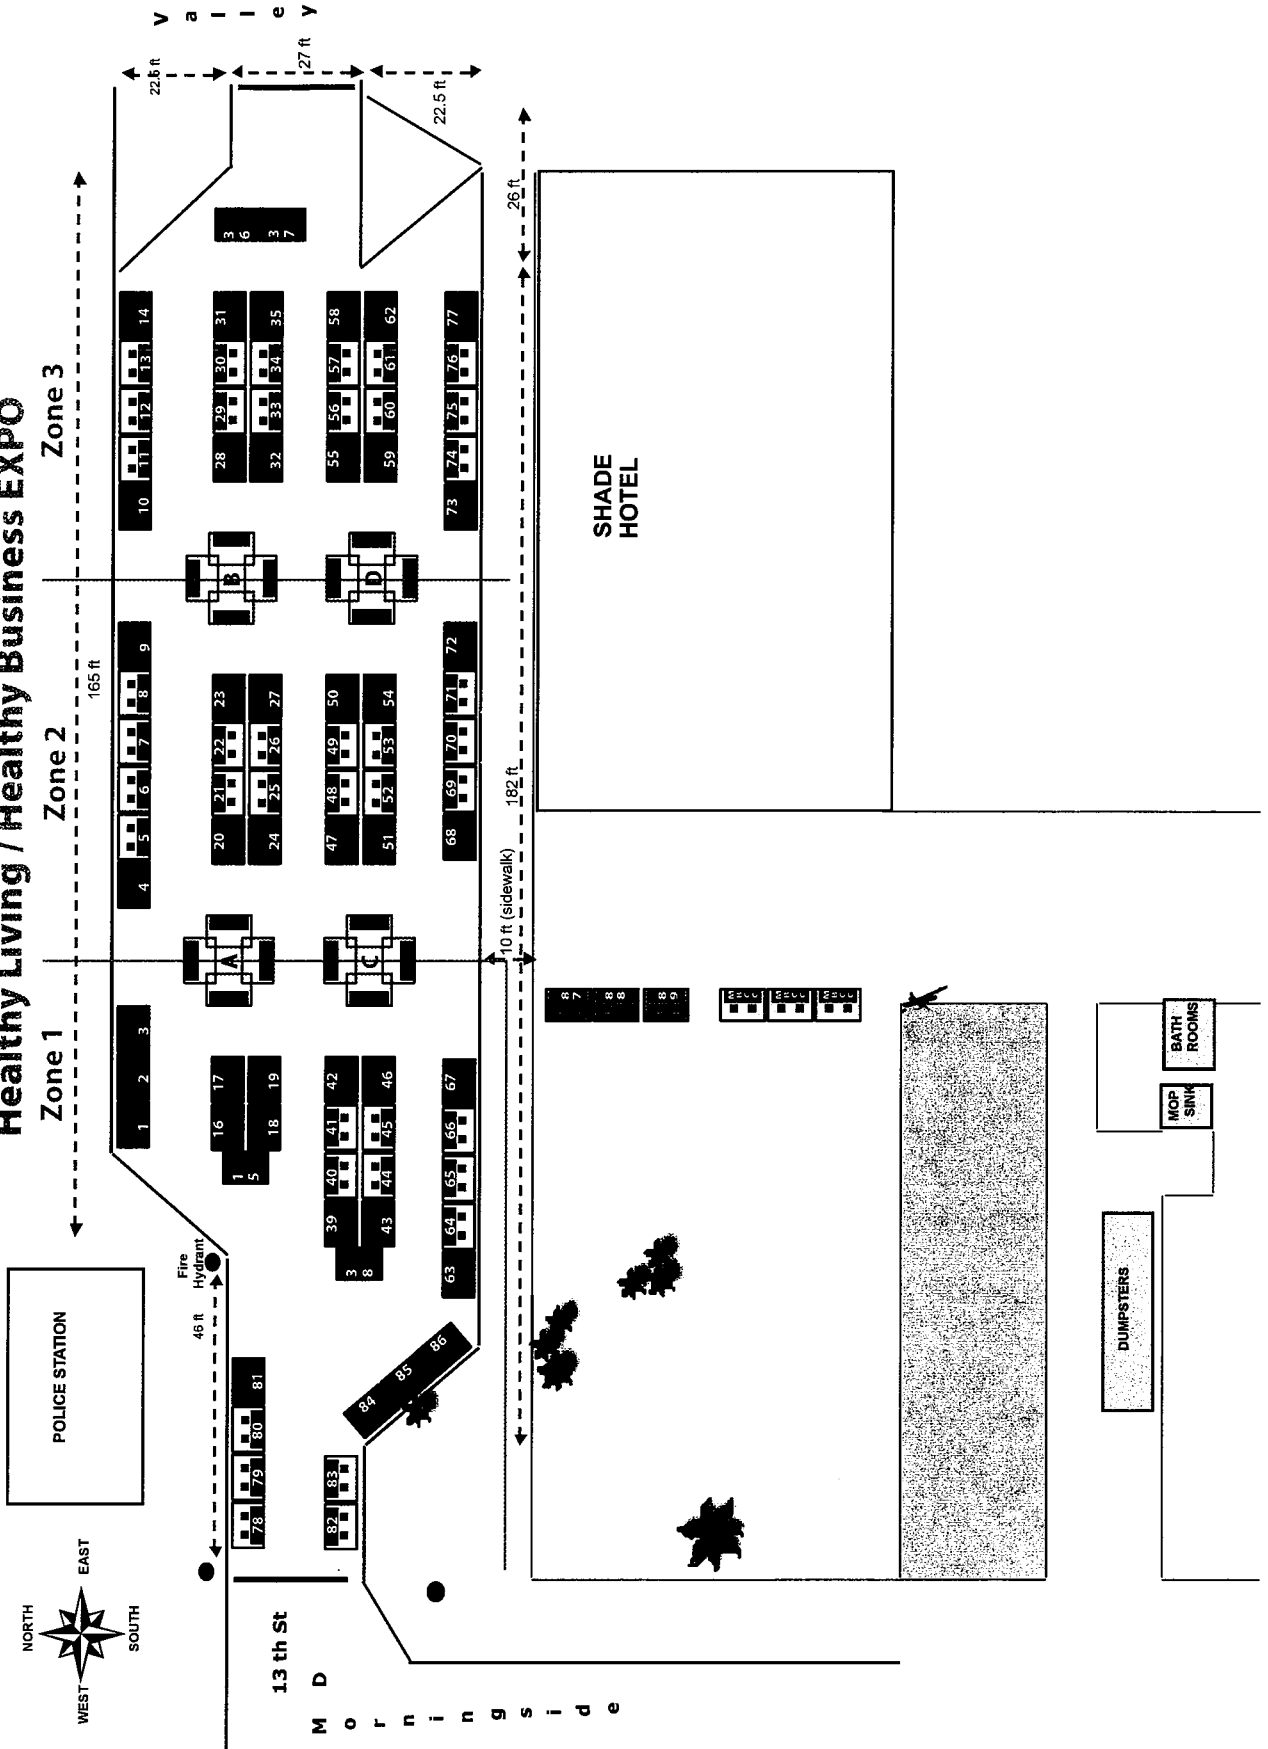 Healthy Living / Healthy Business EXPO
Zone 1
Zone 2
Zone 3
165 ft
NORTH
WEST
EAST
SOUTH
POLICE STATION
Fire
Hydrant
46 ft
13 th St
M D
o
r
n
i
n
g
s
i
d
e
V
a
l
l
e
y
22.5 ft
27 ft
22.5 ft
1 2 3
4 5 6 7 8 9
10 11 12 13 14
15
16 17
18 19
20 21 22 23
24 25 26 27
28 29 30 31
32 33 34 35
36
37
A
B
C
D
38
39 40 41 42
43 44 45 46
47 48 49 50
51 52 53 54
55 56 57 58
59 60 61 62
63 64 65 66 67
68 69 70 71 72
73 74 75 76 77
78 79 80 81
82 83
84 85 86
10 ft (sidewalk)
182 ft
26 ft
87
88
89
SHADE
HOTEL
DUMPSTERS
MOP
SINK
BATH
ROOMS